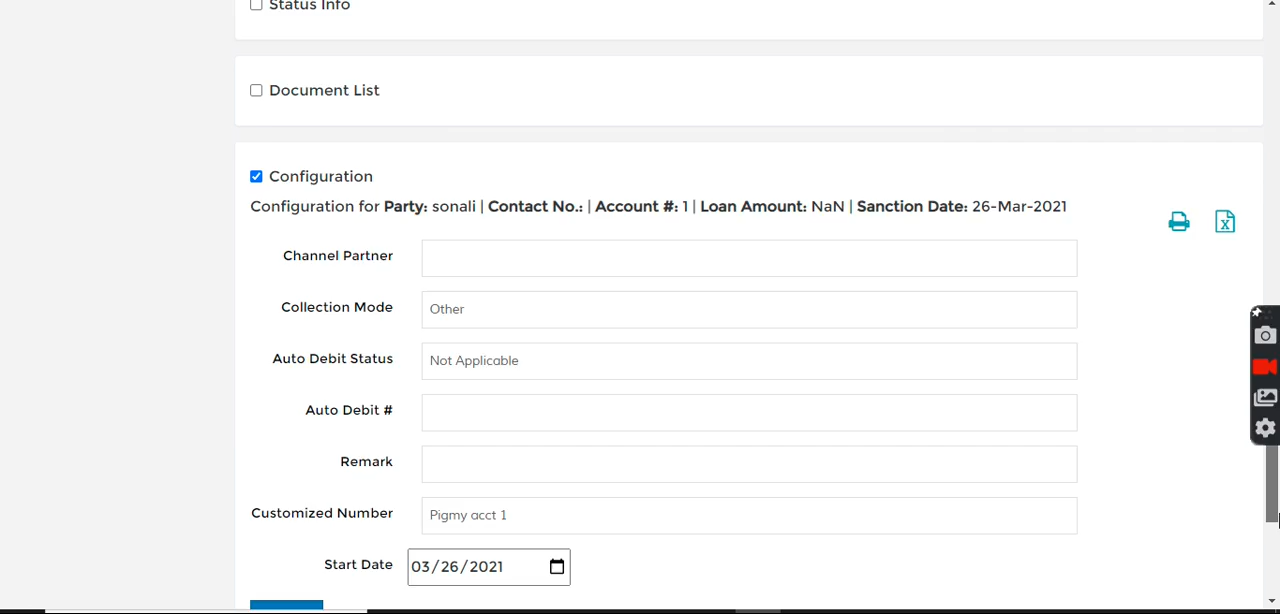 Status Info
Document List
Configuration
Configuration for Party: sonali | Contact No.: | Account #: 1 | Loan Amount: NaN | Sanction Date: 26-Mar-2021
Channel Partner
Collection Mode Other
Auto Debit Status Not Applicable
Auto Debit #
Remark
Customized Number Pigmy acct 1
Start Date 03/26/2021